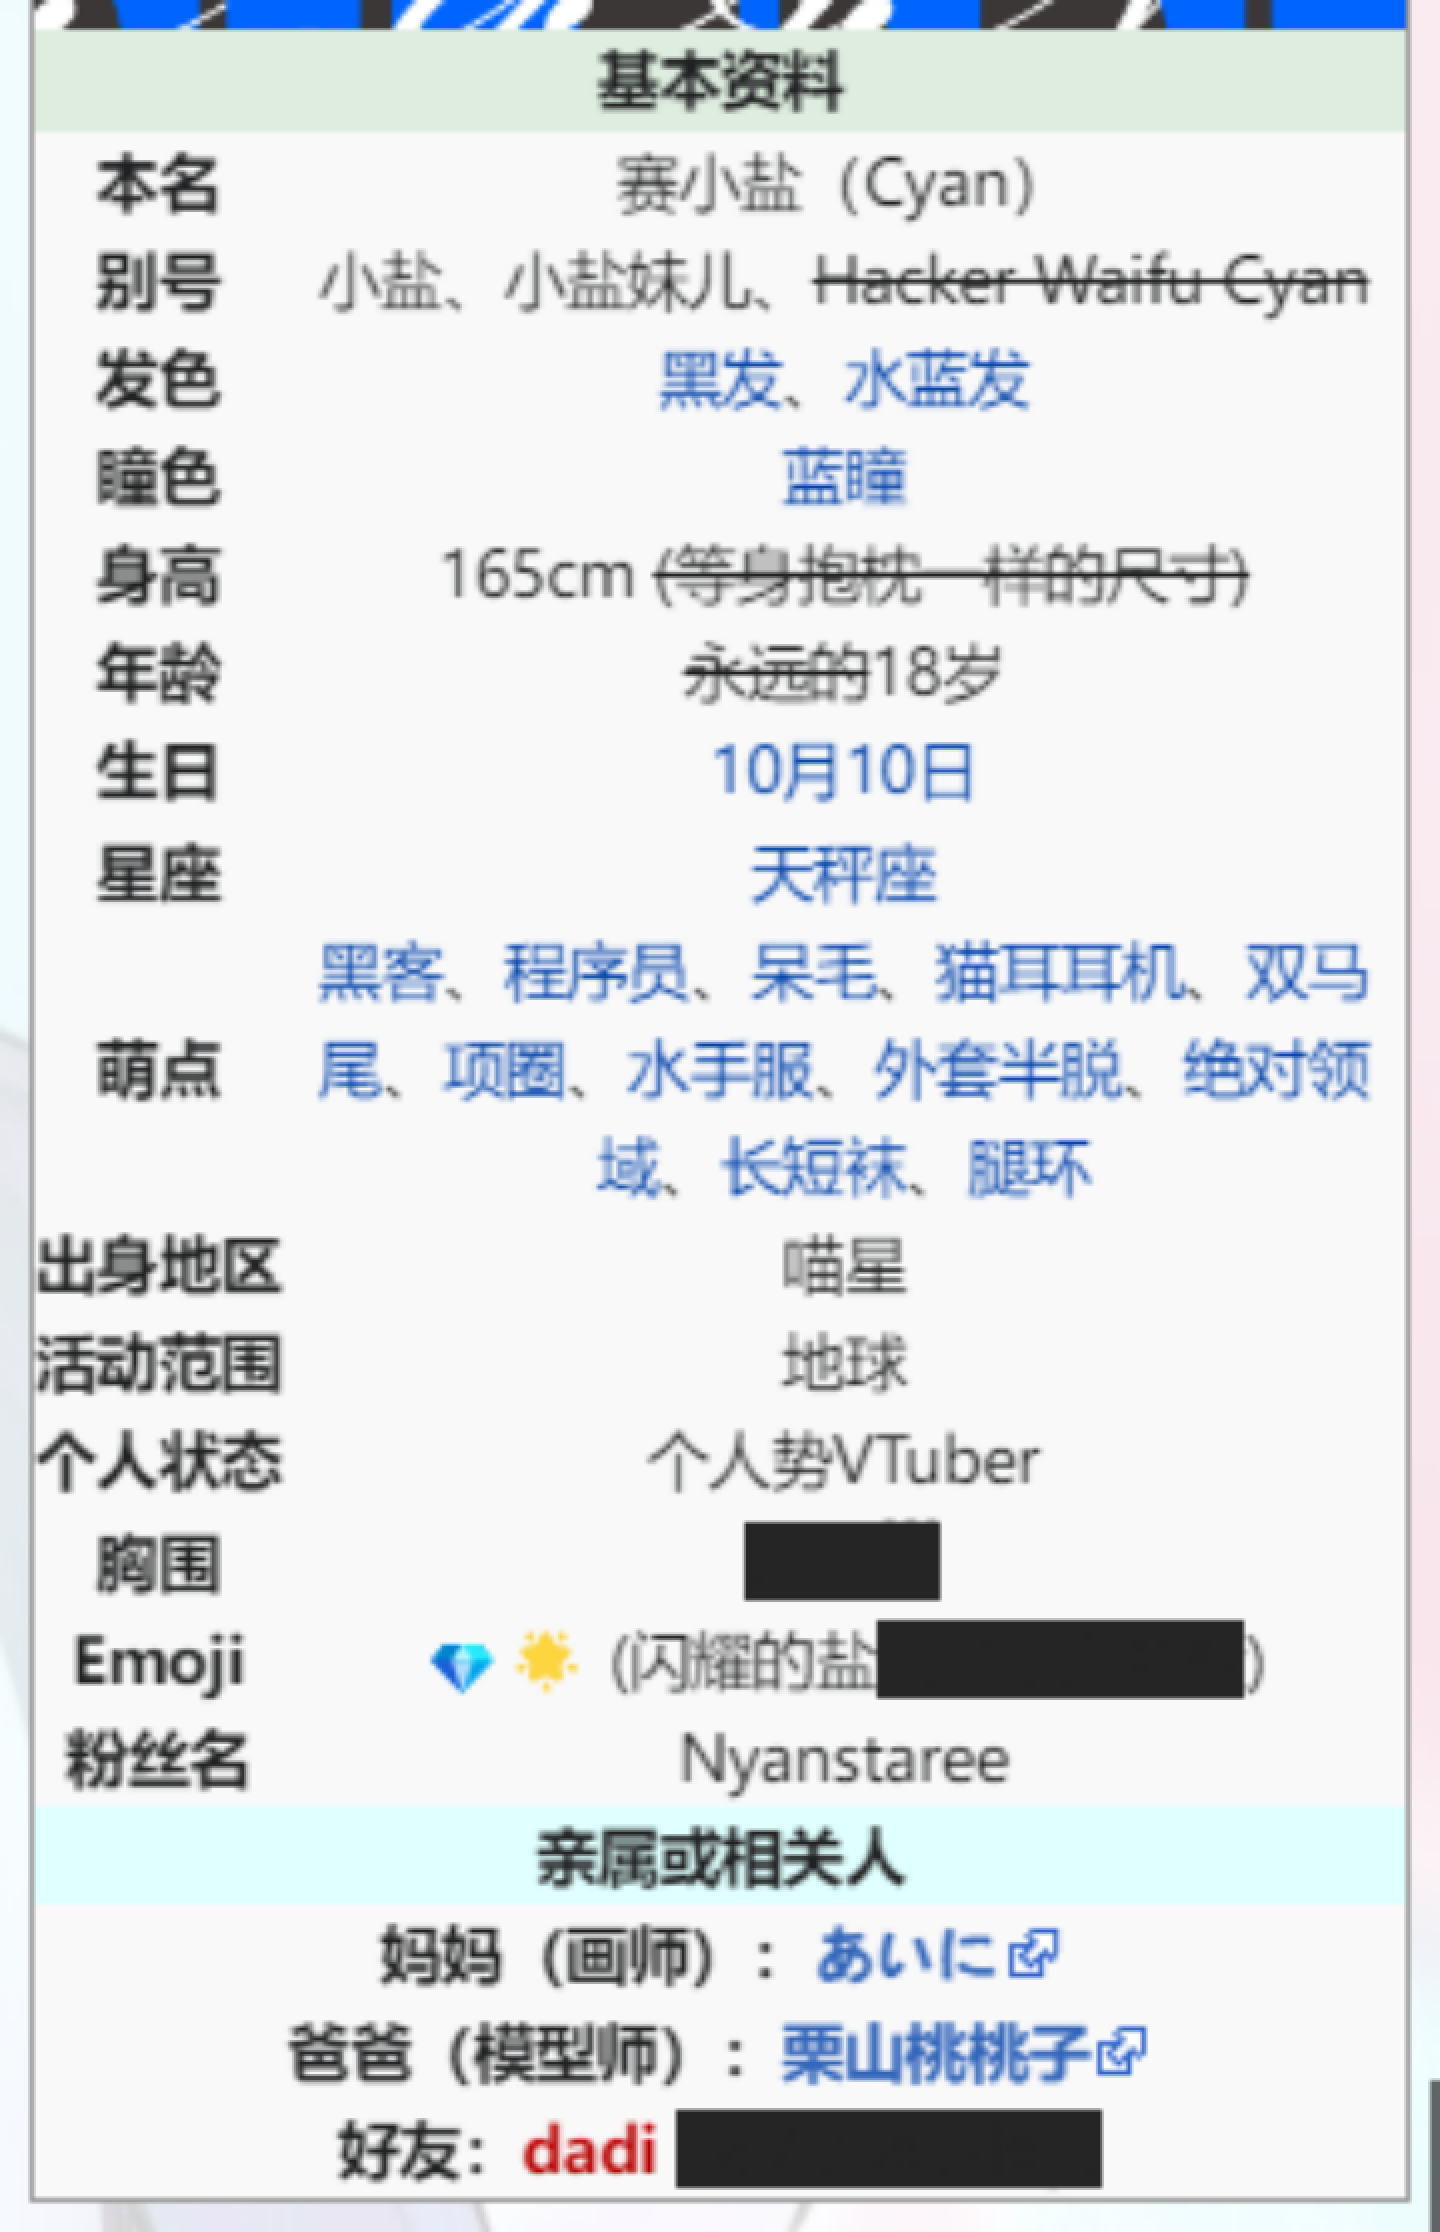 基本资料
本名 赛小盐（Cyan）
别号 小盐、小盐妹儿、Hacker Waifu Cyan
发色 黑发、水蓝发
瞳色 蓝瞳
身高 165cm (等身抱枕一样的尺寸)
年龄 永远的18岁
生日 10月10日
星座 天秤座
黑客、程序员、呆毛、猫耳耳机、双马
萌点 尾、项圈、水手服、外套半脱、绝对领
域、长短袜、腿环
出身地区 喵星
活动范围 地球
个人状态 个人势VTuber
胸围
Emoji 💎🌟 (闪耀的盐)
粉丝名 Nyanstaree
亲属或相关人
妈妈（画师）：あいに
爸爸（模型师）：栗山桃桃子
好友：dadi